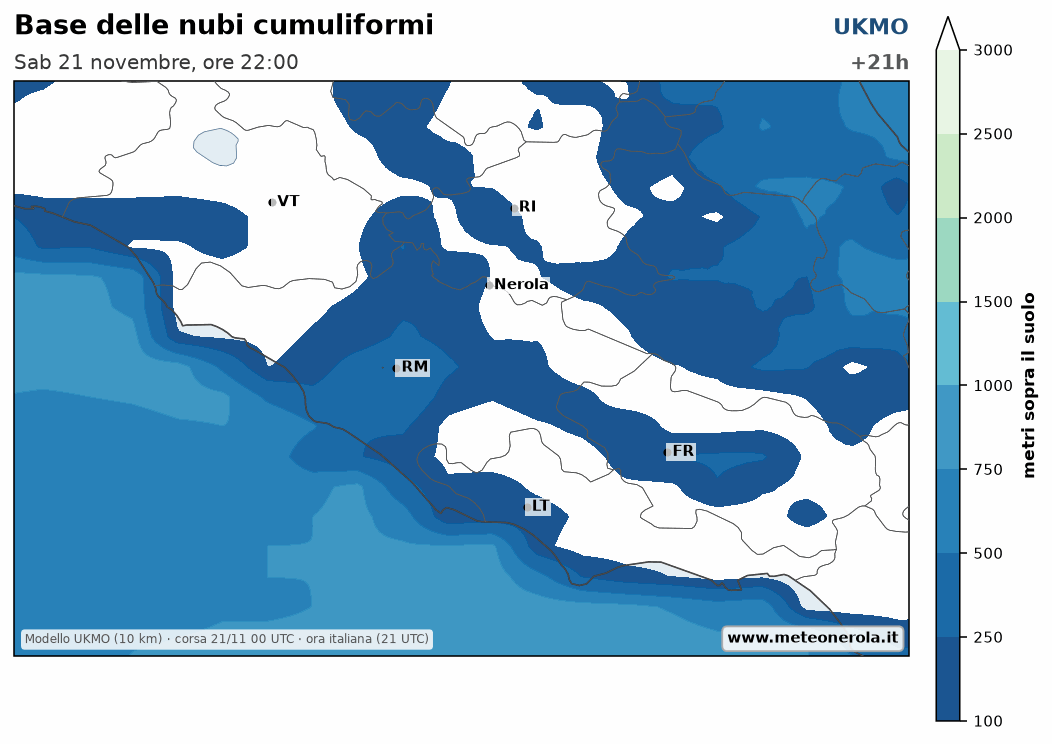 Base delle nubi cumuliformi
UKMO
Sab 21 novembre, ore 22:00
+21h
VT
RI
Nerola
RM
FR
LT
Modello UKMO (10 km) · corsa 21/11 00 UTC · ora italiana (21 UTC)
www.meteonerola.it
3000
2500
2000
1500
1000
750
500
250
100
metri sopra il suolo